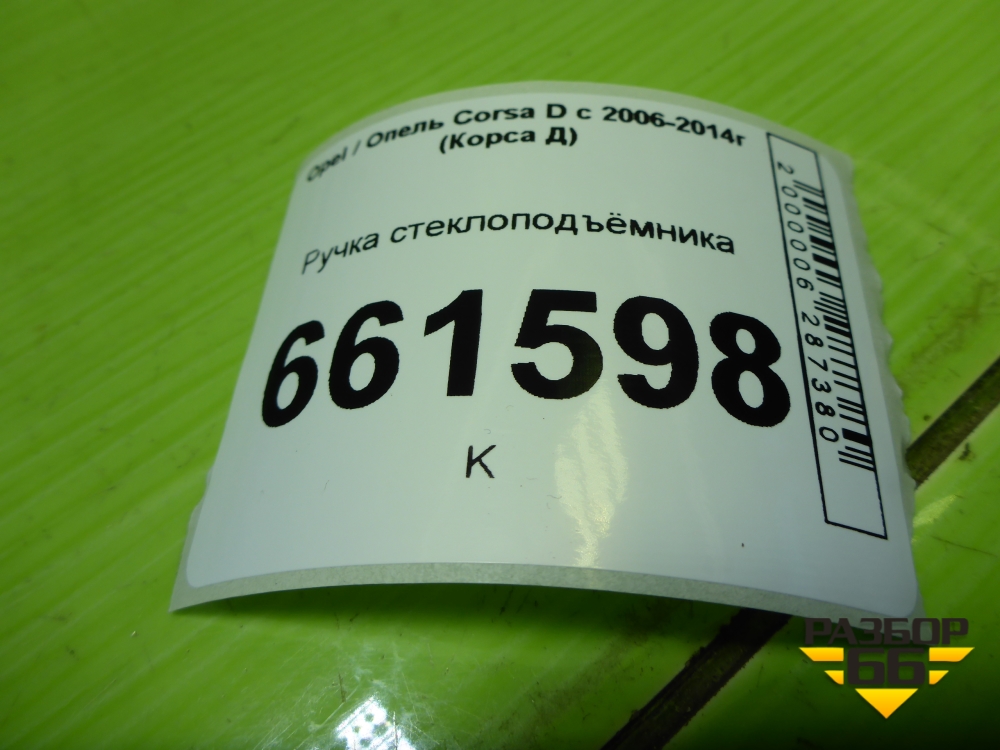 Opel / Опель Corsa D с 2006-2014г
(Корса Д)
Ручка стеклоподъёмника
661598
К
2000006287380
РАЗБОР
66